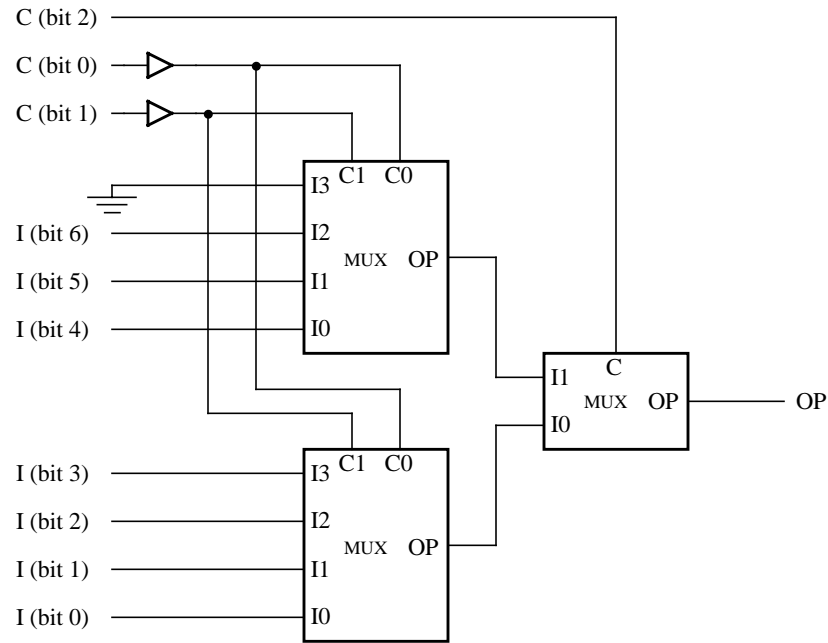 C (bit 2)
C (bit 0)
C (bit 1)
C1 C0
I3
I (bit 6) I2
MUX OP
I (bit 5) I1
I (bit 4) I0
C
I1
MUX OP OP
I0
C1 C0
I (bit 3) I3
I (bit 2) I2
MUX OP
I (bit 1) I1
I (bit 0) I0